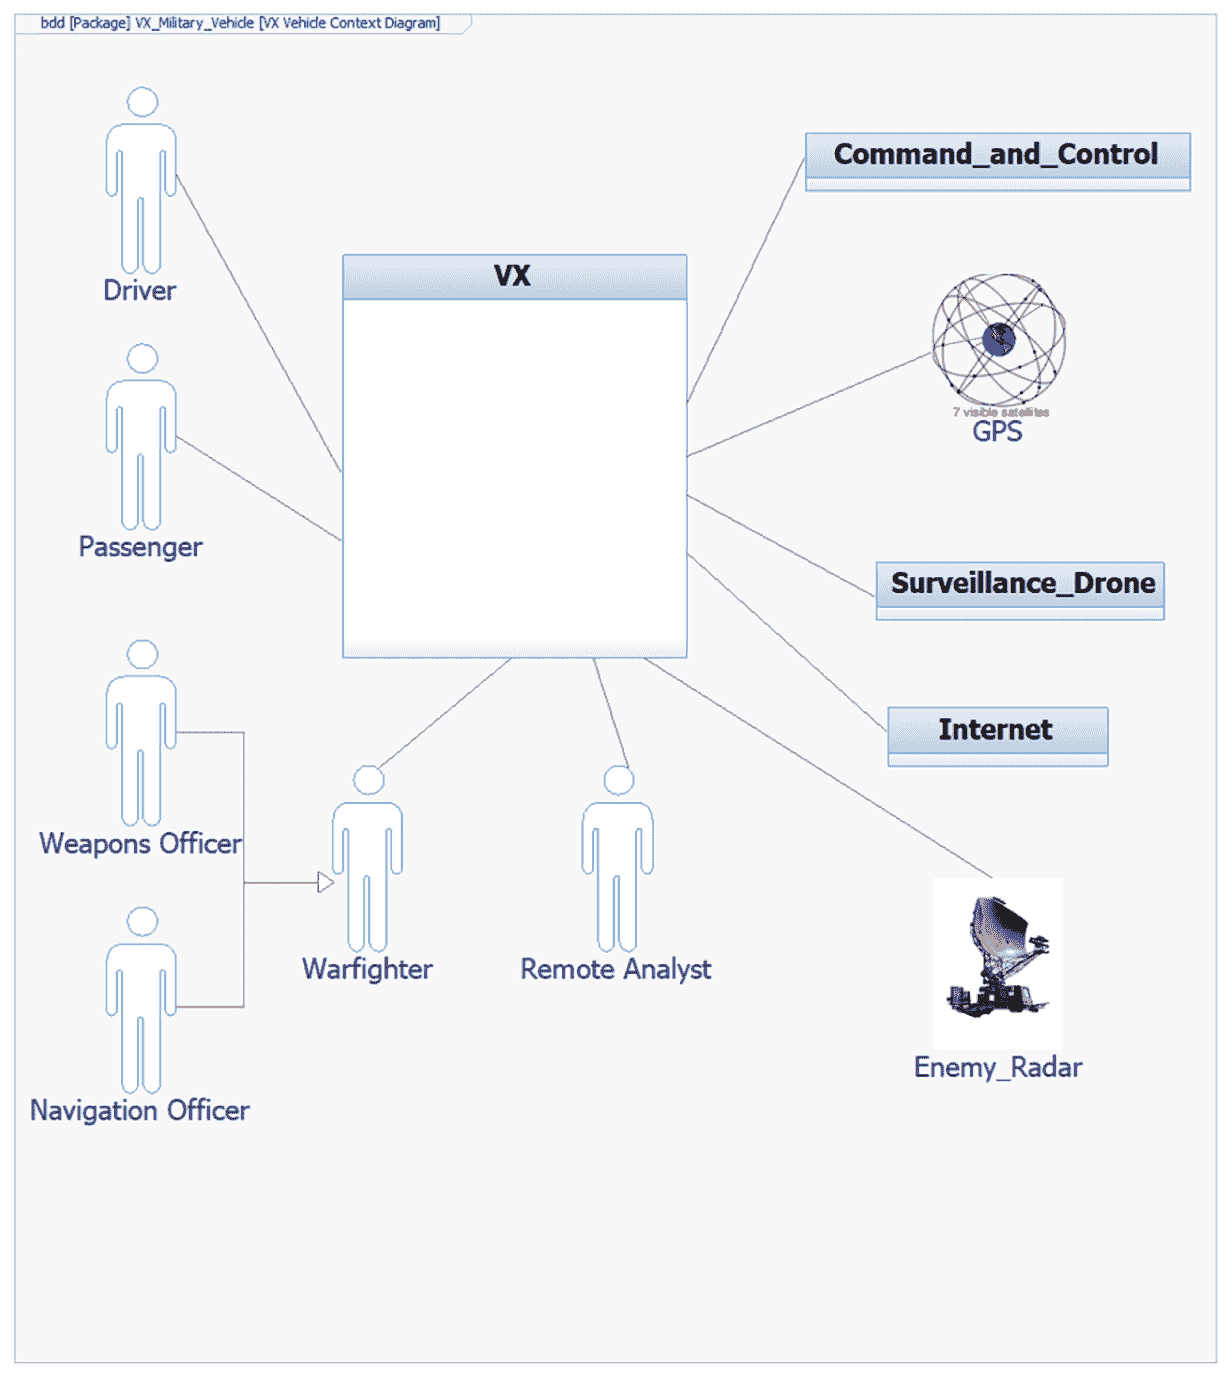 bdd [Package] VX_Military_Vehicle [VX Vehicle Context Diagram]
Command_and_Control
VX
Driver
7 visible satellites
GPS
Passenger
Surveillance_Drone
Internet
Weapons Officer
Warfighter
Remote Analyst
Enemy_Radar
Navigation Officer